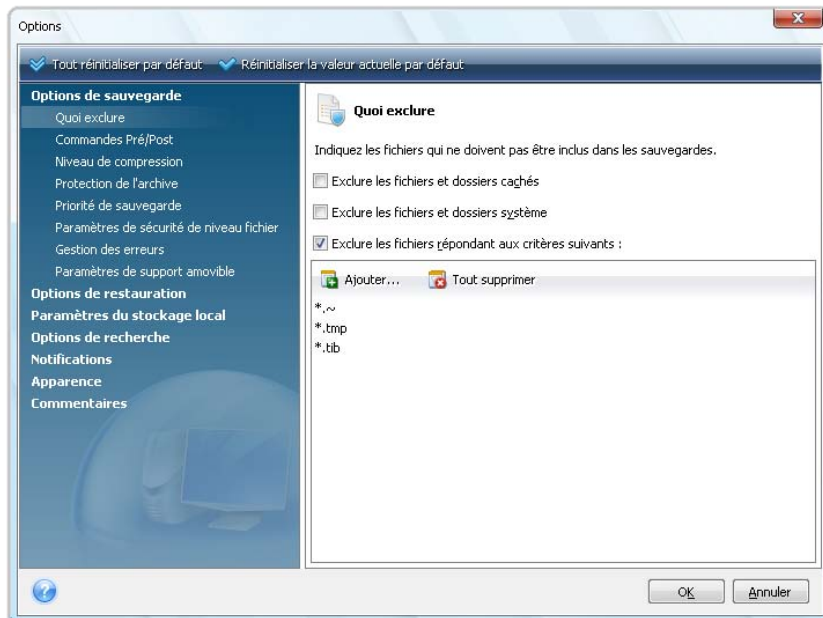 Options
Tout réinitialiser par défaut
Réinitialiser la valeur actuelle par défaut
Options de sauvegarde
Quoi exclure
Commandes Pré/Post
Niveau de compression
Protection de l'archive
Priorité de sauvegarde
Paramètres de sécurité de niveau fichier
Gestion des erreurs
Paramètres de support amovible
Options de restauration
Paramètres du stockage local
Options de recherche
Notifications
Apparence
Commentaires
Quoi exclure
Indiquez les fichiers qui ne doivent pas être inclus dans les sauvegardes.
Exclure les fichiers et dossiers cachés
Exclure les fichiers et dossiers système
Exclure les fichiers répondant aux critères suivants :
Ajouter... Tout supprimer
*.~
*.tmp
*.tib
OK Annuler